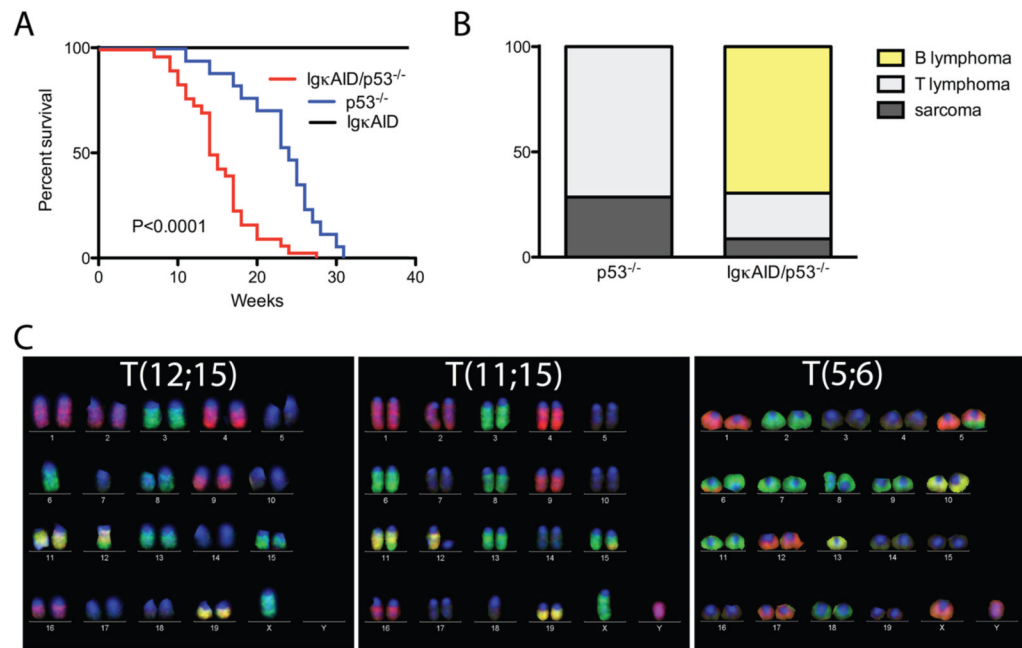 A
100
50
0
Percent survival
IgκAID/p53-/-
p53-/-
IgκAID
P<0.0001
0 10 20 30 40
Weeks
B
100
50
0
p53-/- IgκAID/p53-/-
B lymphoma
T lymphoma
sarcoma
C
T(12;15)
1 2 3 4 5
6 7 8 9 10
11 12 13 14 15
16 17 18 19 X Y
T(11;15)
1 2 3 4 5
6 7 8 9 10
11 12 13 14 15
16 17 18 19 X Y
T(5;6)
1 2 3 4 5
6 7 8 9 10
11 12 13 14 15
16 17 18 19 X Y